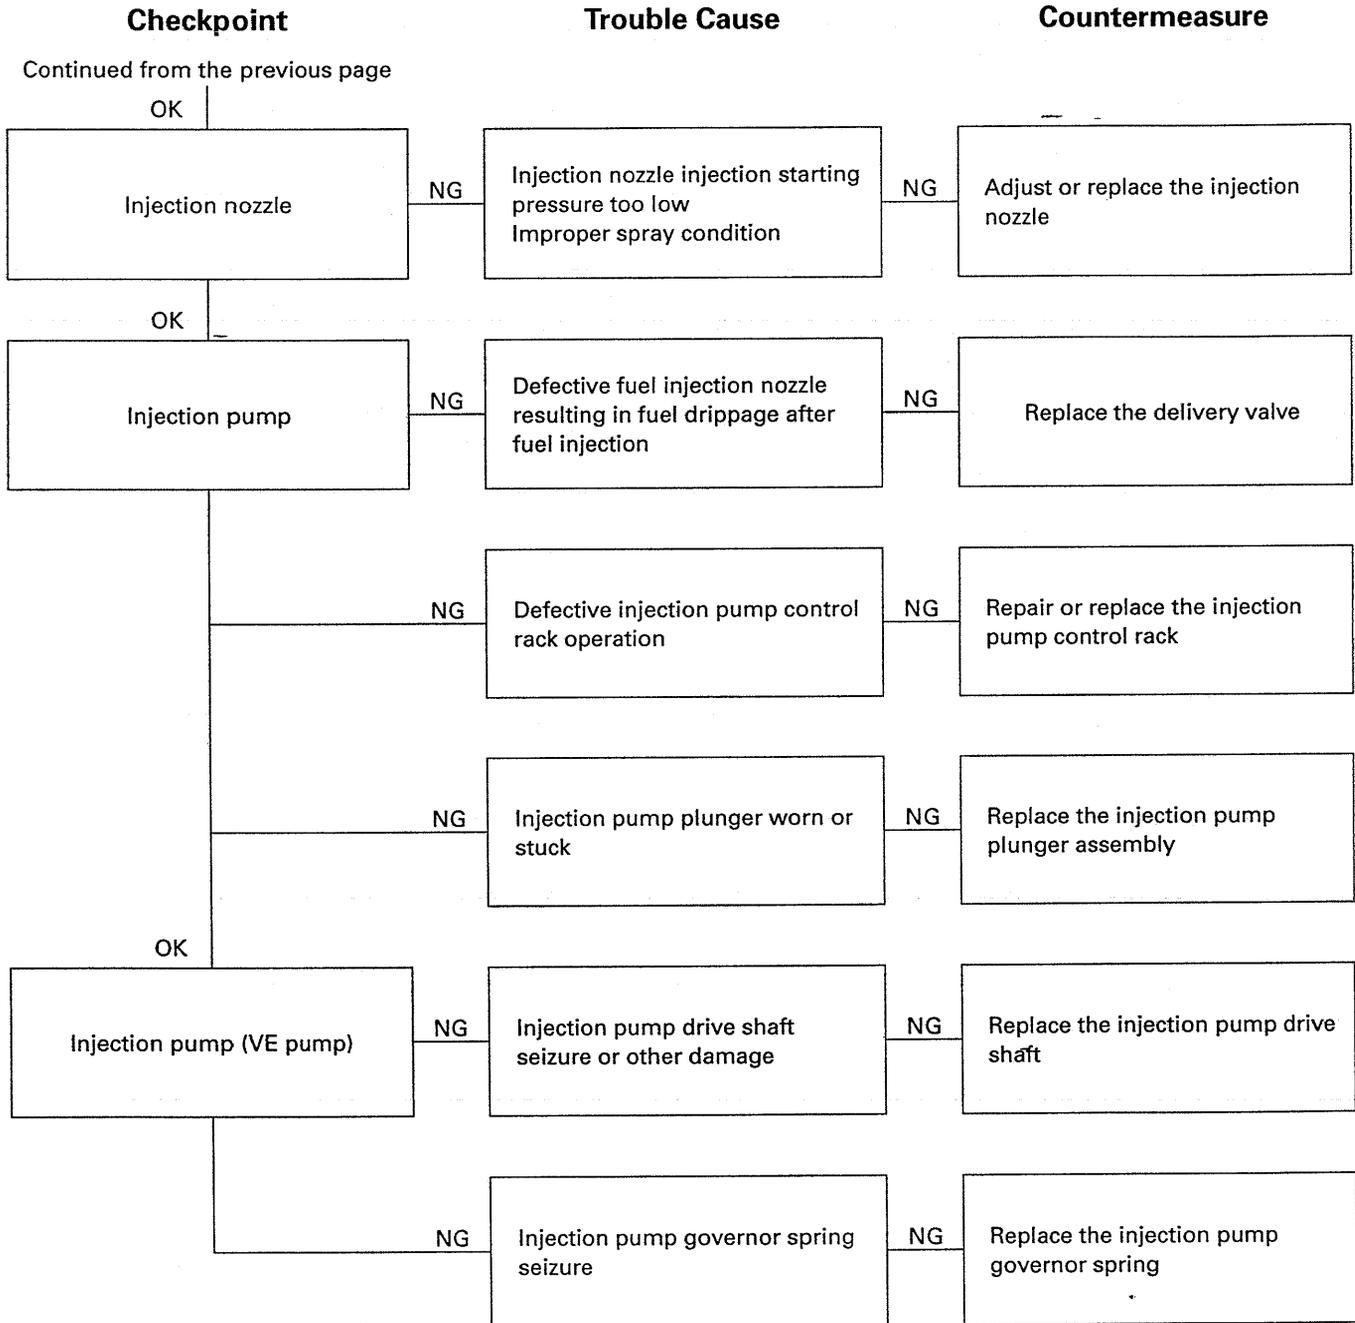 Checkpoint
Trouble Cause
Countermeasure
Continued from the previous page
OK
Injection nozzle
NG
Injection nozzle injection starting
pressure too low
Improper spray condition
NG
Adjust or replace the injection
nozzle
OK
Injection pump
NG
Defective fuel injection nozzle
resulting in fuel drippage after
fuel injection
NG
Replace the delivery valve
NG
Defective injection pump control
rack operation
NG
Repair or replace the injection
pump control rack
NG
Injection pump plunger worn or
stuck
NG
Replace the injection pump
plunger assembly
OK
Injection pump (VE pump)
NG
Injection pump drive shaft
seizure or other damage
NG
Replace the injection pump drive
shaft
NG
Injection pump governor spring
seizure
NG
Replace the injection pump
governor spring